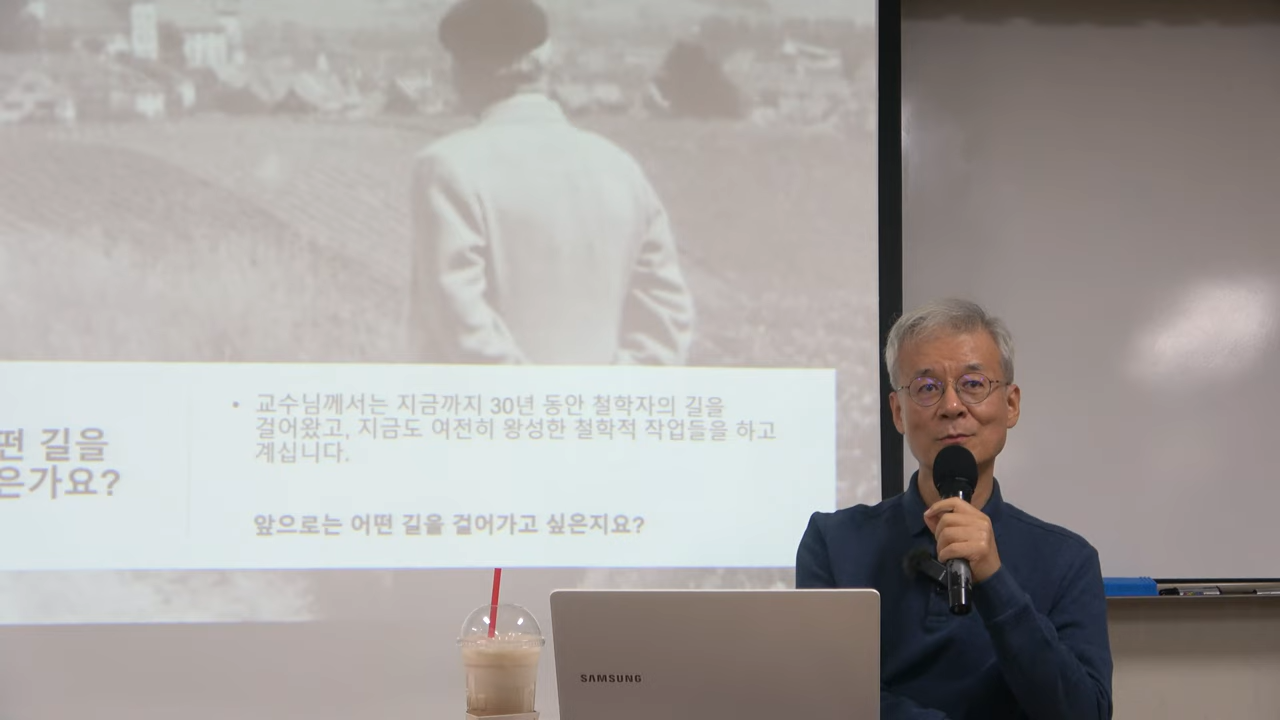 떤 길을
은가요?
• 교수님께서는 지금까지 30년 동안 철학자의 길을
걸어왔고, 지금도 여전히 왕성한 철학적 작업들을 하고
계십니다.
앞으로는 어떤 길을 걸어가고 싶은지요?
SAMSUNG